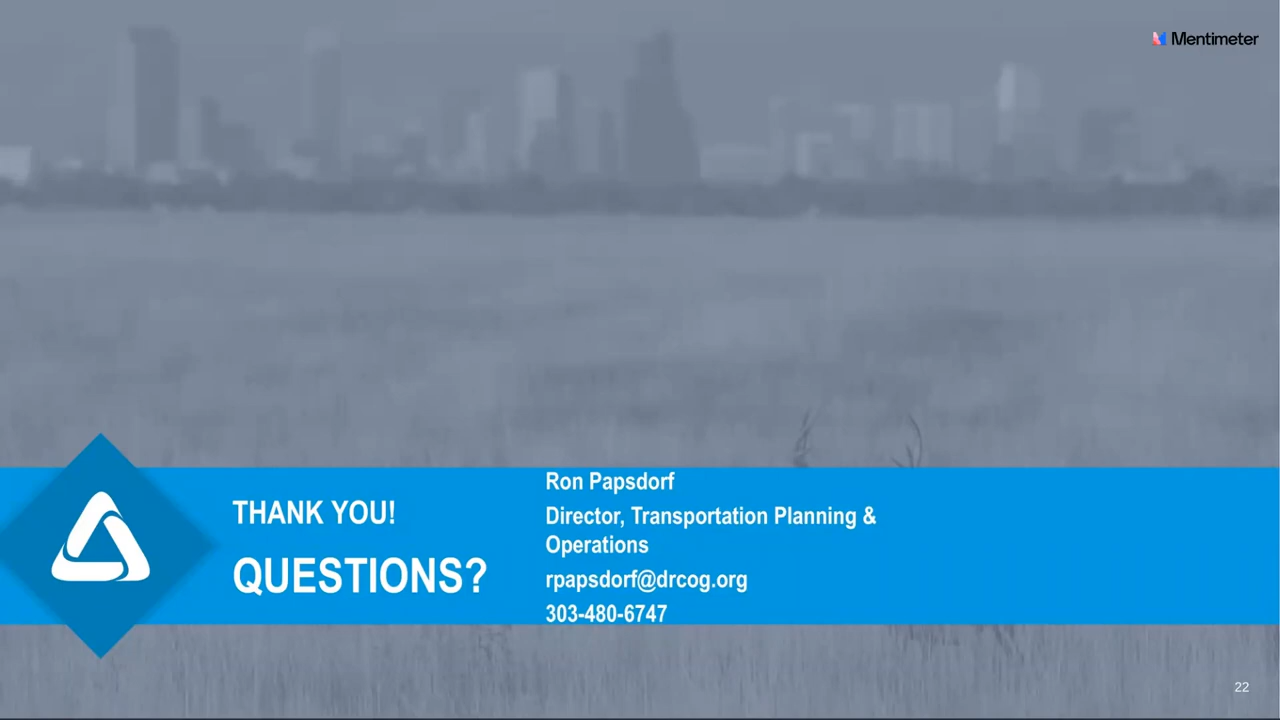 Mentimeter
THANK YOU!
QUESTIONS?
Ron Papsdorf
Director, Transportation Planning &
Operations
rpapsdorf@drcog.org
303-480-6747
22